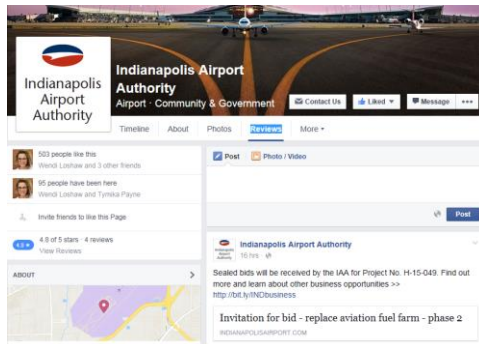 Indianapolis Airport
Authority
Airport · Community & Government
Contact Us
Liked
Message
Indianapolis
Airport
Authority
Timeline
About
Photos
Reviews
More
503 people like this
Wendi Loshaw and 3 other friends
95 people have been here
Wendi Loshaw and Tymika Payne
Invite friends to like this Page
4.8 of 5 stars · 4 reviews
View Reviews
ABOUT
Post
Photo / Video
Post
Indianapolis Airport Authority
16 hrs ·
Sealed bids will be received by the IAA for Project No. H-15-049. Find out
more and learn about other business opportunities >>
http://bit.ly/INDbusiness
Invitation for bid - replace aviation fuel farm - phase 2
INDIANAPOLISAIRPORT.COM